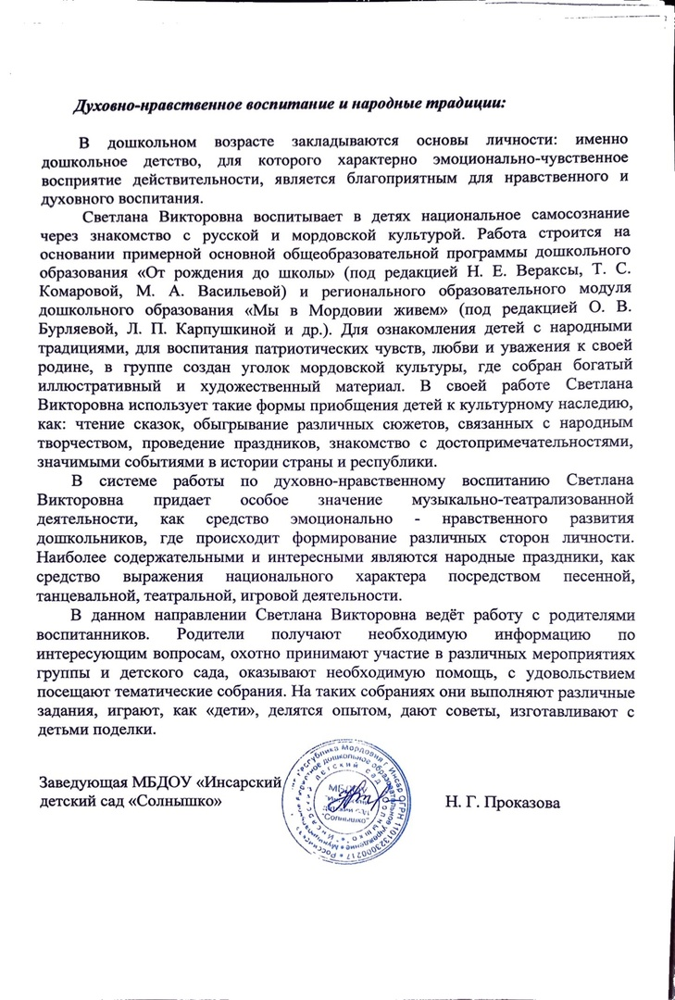 Духовно-нравственное воспитание и народные традиции:
В дошкольном возрасте закладываются основы личности: именно
дошкольное детство, для которого характерно эмоционально-чувственное
восприятие действительности, является благоприятным для нравственного и
духовного воспитания.
Светлана Викторовна воспитывает в детях национальное самосознание
через знакомство с русской и мордовской культурой. Работа строится на
основании примерной основной общеобразовательной программы дошкольного
образования «От рождения до школы» (под редакцией Н. Е. Вераксы, Т. С.
Комаровой, М. А. Васильевой) и регионального образовательного модуля
дошкольного образования «Мы в Мордовии живем» (под редакцией О. В.
Бурляевой, Л. П. Карпушкиной и др.). Для ознакомления детей с народными
традициями, для воспитания патриотических чувств, любви и уважения к своей
родине, в группе создан уголок мордовской культуры, где собран богатый
иллюстративный и художественный материал. В своей работе Светлана
Викторовна использует такие формы приобщения детей к культурному наследию,
как: чтение сказок, обыгрывание различных сюжетов, связанных с народным
творчеством, проведение праздников, знакомство с достопримечательностями,
значимыми событиями в истории страны и республики.
В системе работы по духовно-нравственному воспитанию Светлана
Викторовна придает особое значение музыкально-театрализованной
деятельности, как средство эмоционально - нравственного развития
дошкольников, где происходит формирование различных сторон личности.
Наиболее содержательными и интересными являются народные праздники, как
средство выражения национального характера посредством песенной,
танцевальной, театральной, игровой деятельности.
В данном направлении Светлана Викторовна ведёт работу с родителями
воспитанников. Родители получают необходимую информацию по
интересующим вопросам, охотно принимают участие в различных мероприятиях
группы и детского сада, оказывают необходимую помощь, с удовольствием
посещают тематические собрания. На таких собраниях они выполняют различные
задания, играют, как «дети», делятся опытом, дают советы, изготавливают с
детьми поделки.
Заведующая МБДОУ «Инсарский
детский сад «Солнышко»
Н. Г. Проказова
Республика Мордовия г. Инсар ОГРН 1101323000217
дошкольное образовательное учреждение
МБДОУ
"Солнышко"